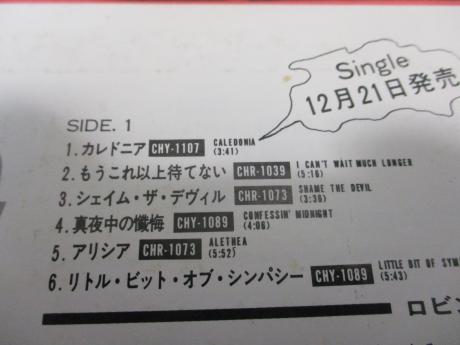 Single
12月21日発売
SIDE. 1
1. カレドニア CHY-1107 CALEDONIA (3:41)
2. もうこれ以上待てない CHR-1039 I CAN'T WAIT MUCH LONGER (5:16)
3. シェイム・ザ・デヴィル CHR-1073 SHAME THE DEVIL (3:36)
4. 真夜中の懺悔 CHY-1089 CONFESSIN' MIDNIGHT (4:06)
5. アリシア CHR-1073 ALETHEA (5:52)
6. リトル・ビット・オブ・シンパシー CHY-1089 LITTLE BIT OF SYM (5:43)
ロビン